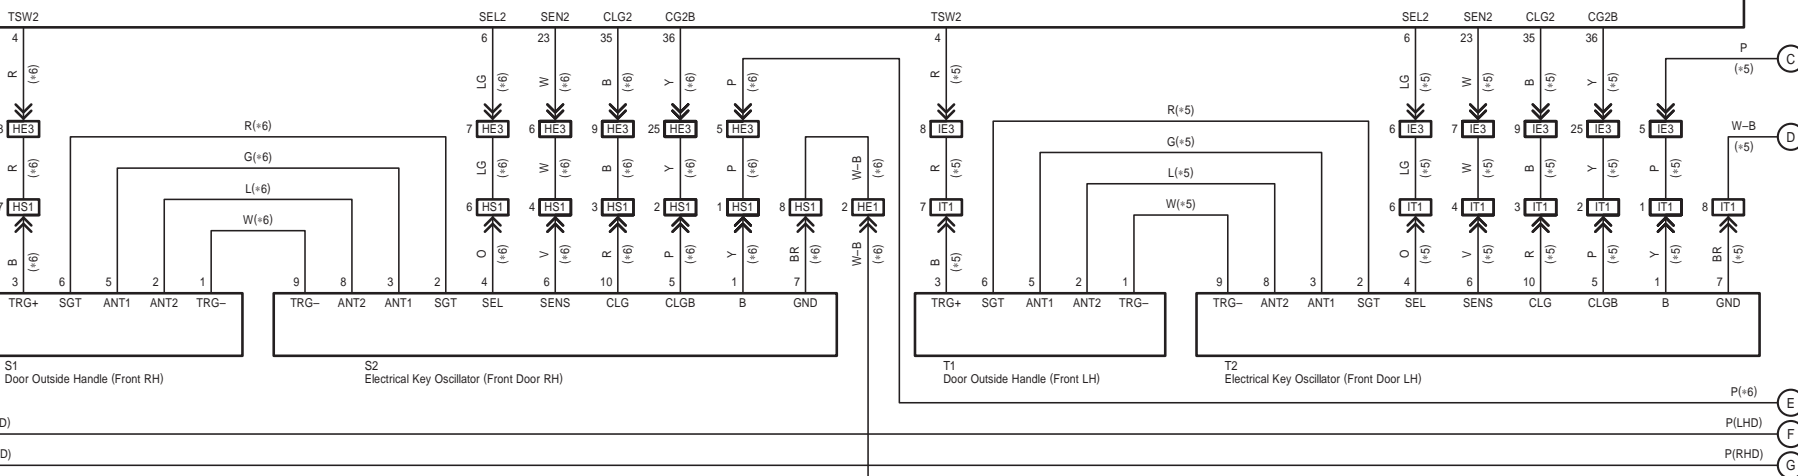 TSW2 SEL2 SEN2 CLG2 CG2B TSW2 SEL2 SEN2 CLG2 CG2B
4 6 23 35 36 4 6 23 35 36
P
(*5)
C
R (*6) LG (*6) W (*6) B (*6) Y (*6) P (*6) R (*5) LG (*5) W (*5) B (*5) Y (*5)
HE3 7 HE3 6 HE3 9 HE3 25 HE3 5 HE3 8 IE3 6 IE3 7 IE3 9 IE3 25 IE3 5 IE3
R(*6) R(*5)
W–B
(*5)
D
G(*6) G(*5)
R (*6) LG (*6) W (*6) B (*6) Y (*6) P (*6) W–B (*6) R (*5) LG (*5) W (*5) B (*5) Y (*5) P (*5)
L(*6) L(*5)
7 HS1 6 HS1 4 HS1 3 HS1 2 HS1 1 HS1 8 HS1 2 HE1 7 IT1 6 IT1 4 IT1 3 IT1 2 IT1 1 IT1 8 IT1
W(*6) W(*5)
B (*6) O (*6) V (*6) R (*6) P (*6) Y (*6) BR (*6) W–B (*6) B (*5) O (*5) V (*5) R (*5) P (*5) Y (*5) BR (*5)
3 6 5 2 1 9 8 3 2 4 6 10 5 1 7 3 6 5 2 1 9 8 3 2 4 6 10 5 1 7
TRG+ SGT ANT1 ANT2 TRG– TRG– ANT2 ANT1 SGT SEL SENS CLG CLGB B GND TRG+ SGT ANT1 ANT2 TRG– TRG– ANT2 ANT1 SGT SEL SENS CLG CLGB B GND
S1
Door Outside Handle (Front RH)
S2
Electrical Key Oscillator (Front Door RH)
T1
Door Outside Handle (Front LH)
T2
Electrical Key Oscillator (Front Door LH)
P(*6) E
D) P(LHD) F
D) P(RHD) G